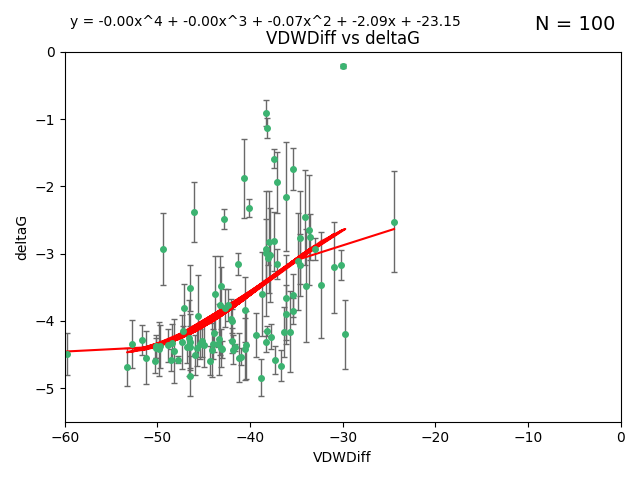 y = -0.00x^4 + -0.00x^3 + -0.07x^2 + -2.09x + -23.15
N = 100
VDWDiff vs deltaG
0
−1
−2
−3
−4
−5
deltaG
−60 −50 −40 −30 −20 −10 0
VDWDiff